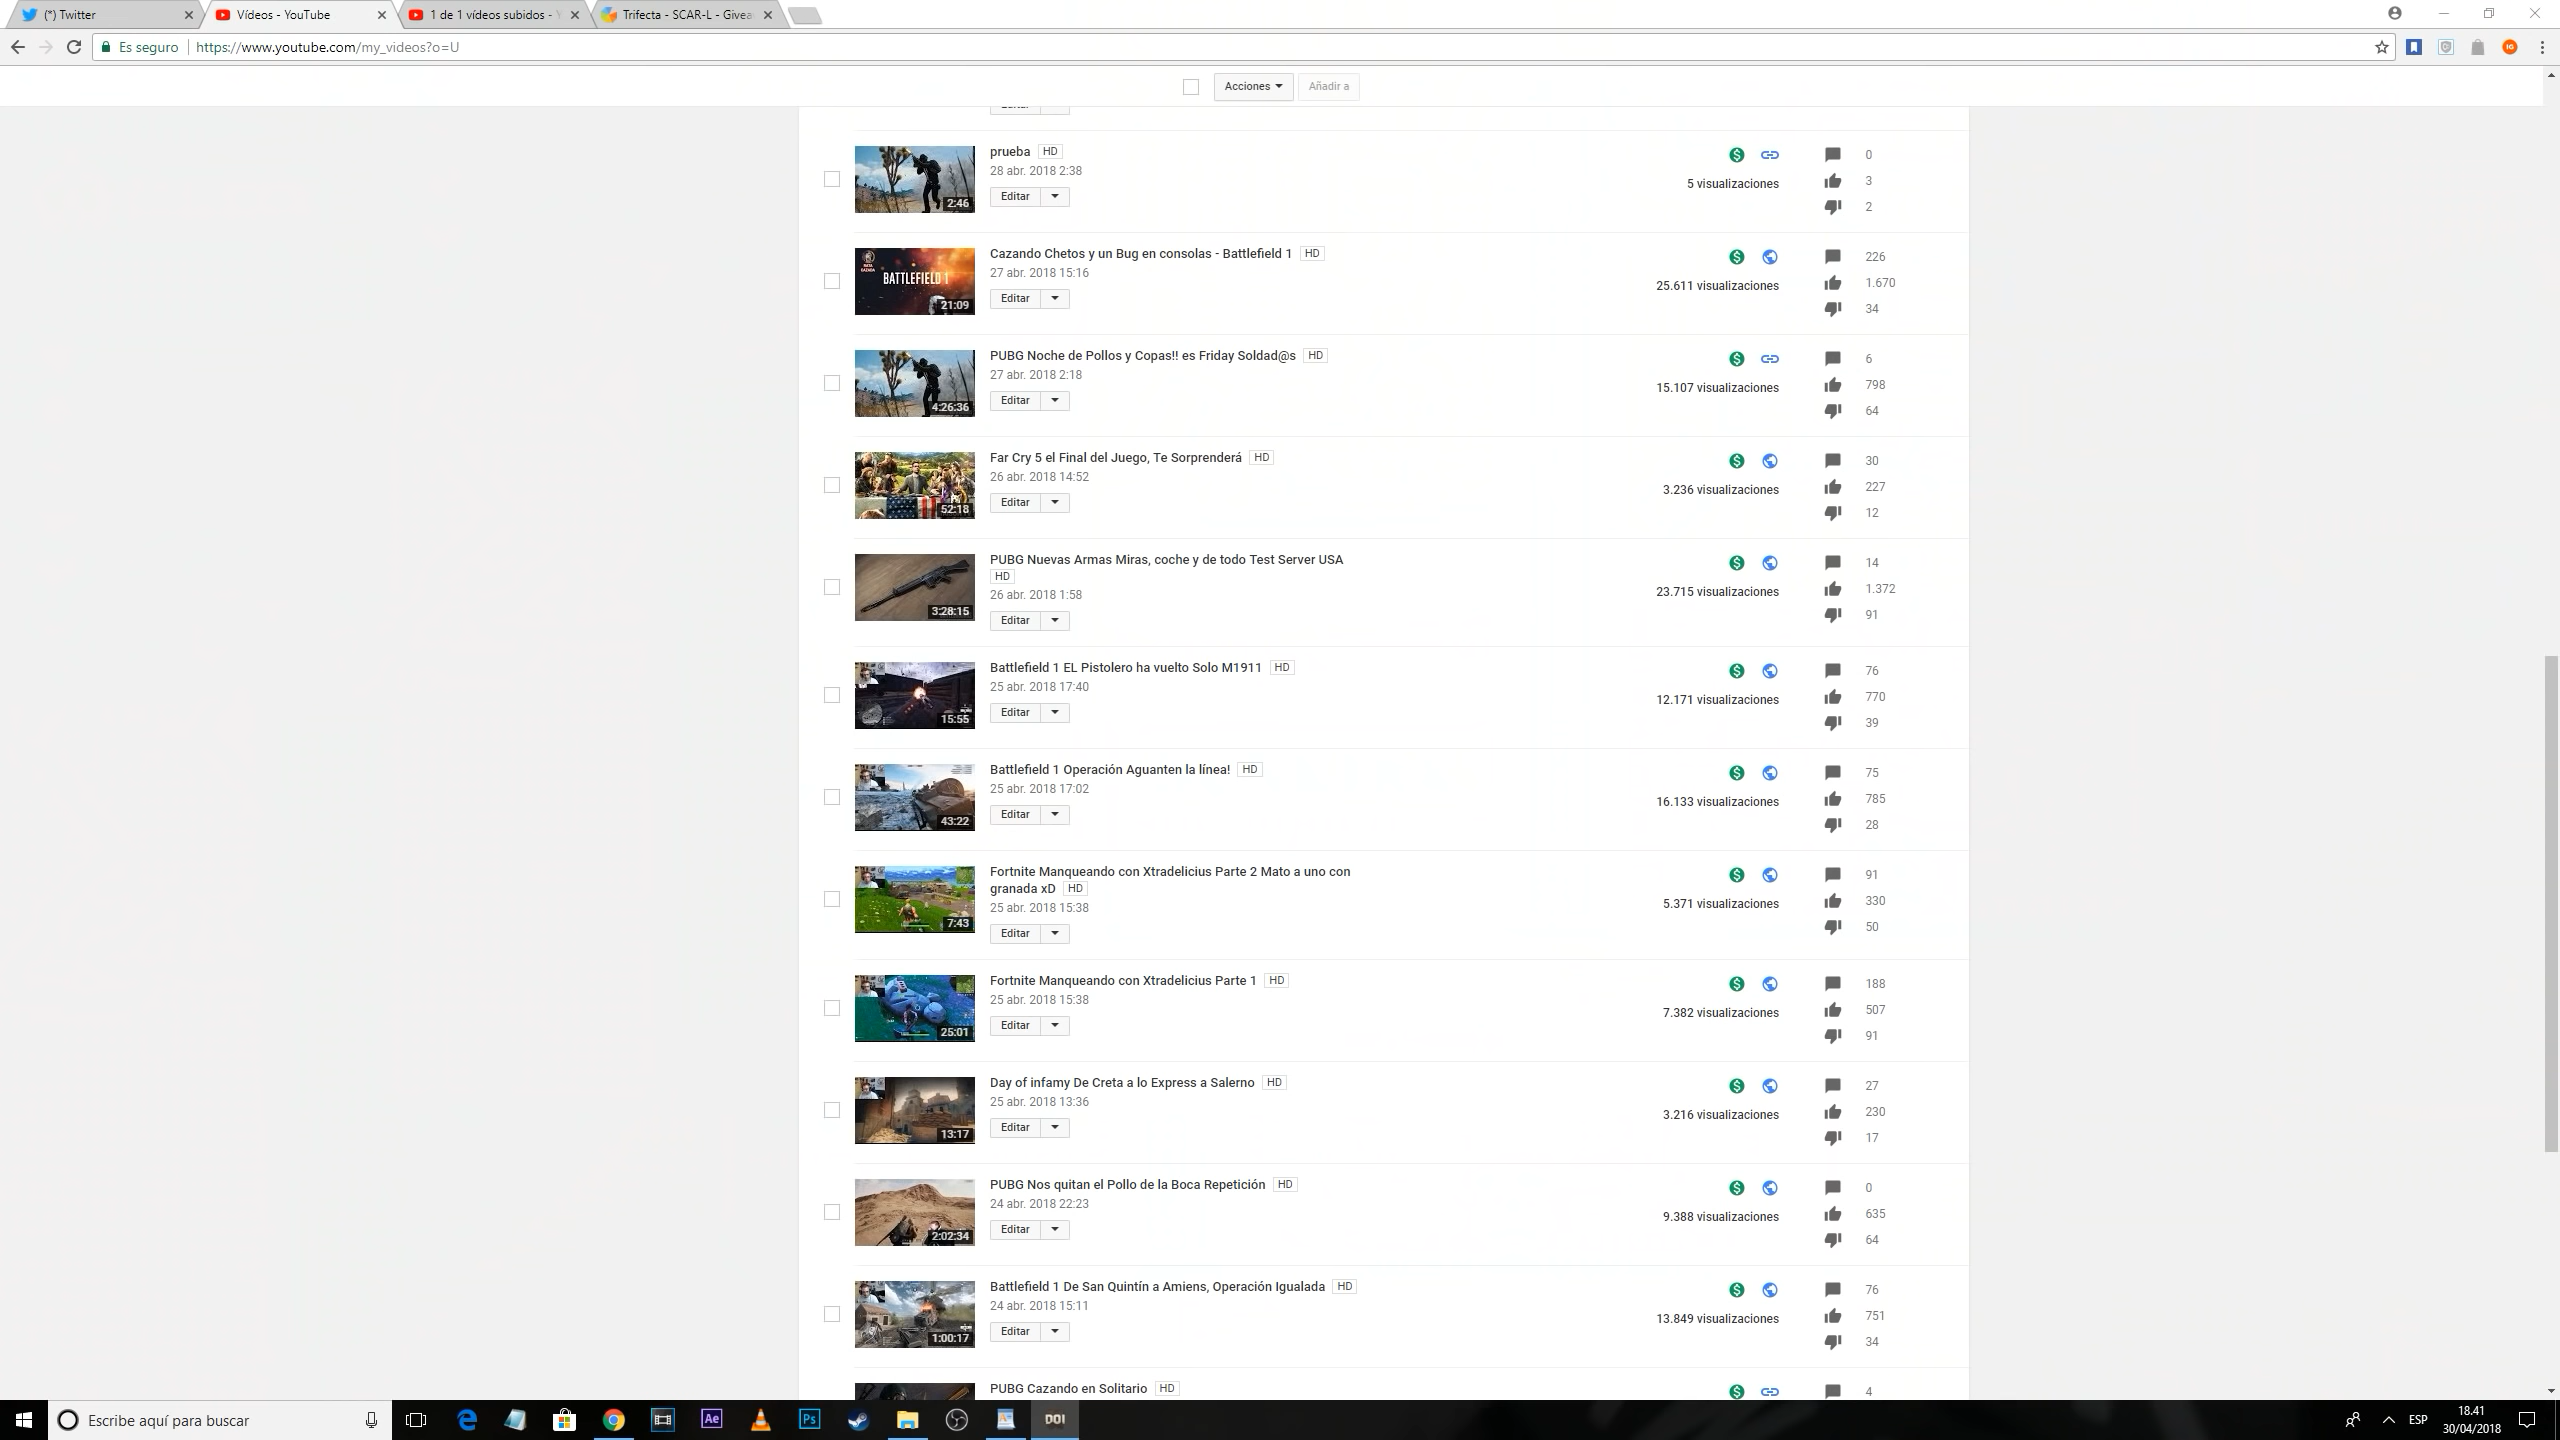 (*) Twitter
Vídeos - YouTube
1 de 1 vídeos subidos - Y
Trifecta - SCAR-L - Givea
Es seguro
https://www.youtube.com/my_videos?o=U
Acciones
Añadir a
prueba HD
28 abr. 2018 2:38
Editar
2:46
5 visualizaciones
0
3
2
Cazando Chetos y un Bug en consolas - Battlefield 1 HD
27 abr. 2018 15:16
Editar
BATTLEFIELD 1
21:09
25.611 visualizaciones
226
1.670
34
PUBG Noche de Pollos y Copas!! es Friday Soldad@s HD
27 abr. 2018 2:18
Editar
4:26:36
15.107 visualizaciones
6
798
64
Far Cry 5 el Final del Juego, Te Sorprenderá HD
26 abr. 2018 14:52
Editar
52:18
3.236 visualizaciones
30
227
12
PUBG Nuevas Armas Miras, coche y de todo Test Server USA
HD
26 abr. 2018 1:58
Editar
3:28:15
23.715 visualizaciones
14
1.372
91
Battlefield 1 EL Pistolero ha vuelto Solo M1911 HD
25 abr. 2018 17:40
Editar
15:55
12.171 visualizaciones
76
770
39
Battlefield 1 Operación Aguanten la línea! HD
25 abr. 2018 17:02
Editar
43:22
16.133 visualizaciones
75
785
28
Fortnite Manqueando con Xtradelicius Parte 2 Mato a uno con
granada xD HD
25 abr. 2018 15:38
Editar
7:43
5.371 visualizaciones
91
330
50
Fortnite Manqueando con Xtradelicius Parte 1 HD
25 abr. 2018 15:38
Editar
25:01
7.382 visualizaciones
188
507
91
Day of infamy De Creta a lo Express a Salerno HD
25 abr. 2018 13:36
Editar
13:17
3.216 visualizaciones
27
230
17
PUBG Nos quitan el Pollo de la Boca Repetición HD
24 abr. 2018 22:23
Editar
2:02:34
9.388 visualizaciones
0
635
64
Battlefield 1 De San Quintín a Amiens, Operación Igualada HD
24 abr. 2018 15:11
Editar
1:00:17
13.849 visualizaciones
76
751
34
PUBG Cazando en Solitario HD
4
Escribe aquí para buscar
Ae
Ps
DOI
ESP
18.41
30/04/2018